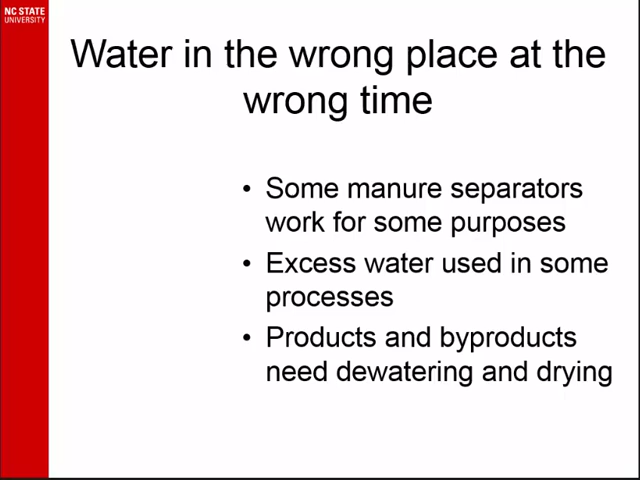 NC STATE
UNIVERSITY
Water in the wrong place at the
wrong time
• Some manure separators
work for some purposes
• Excess water used in some
processes
• Products and byproducts
need dewatering and drying